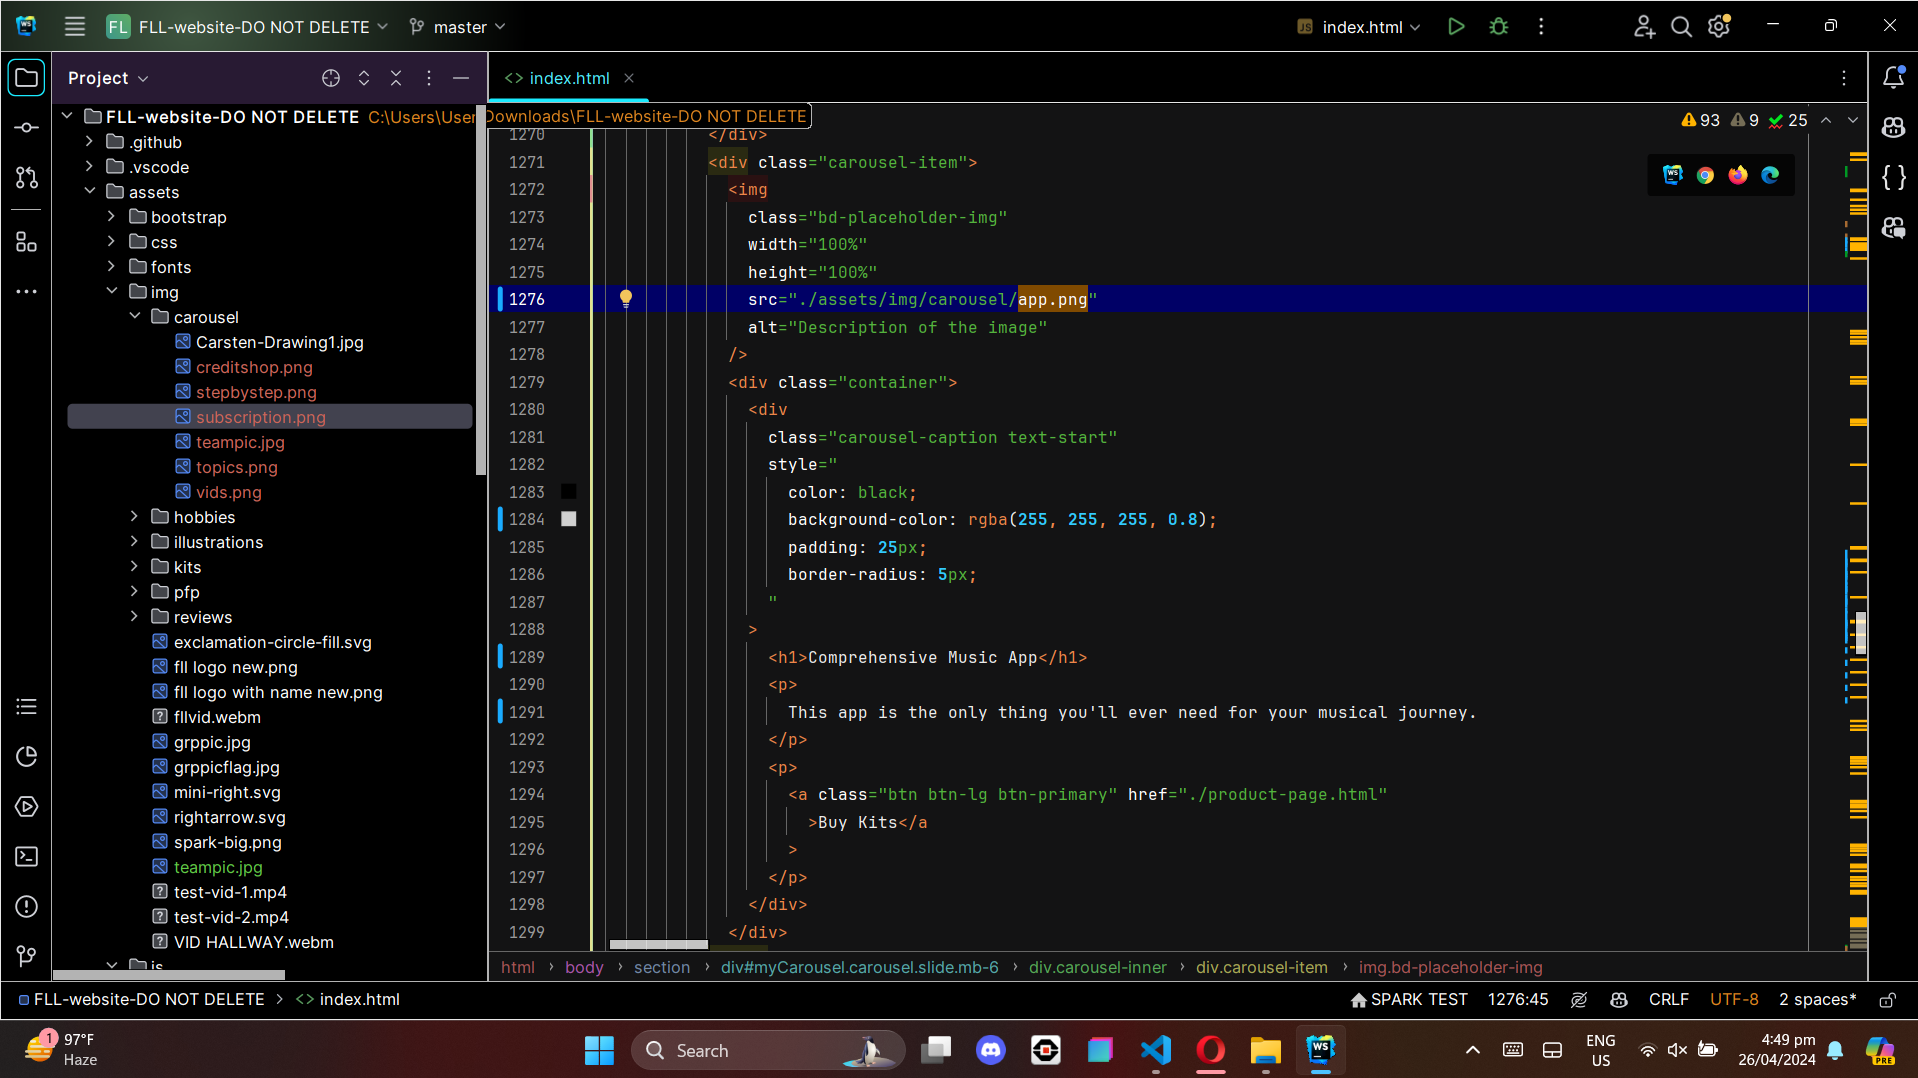 FL FLL-website-DO NOT DELETE master index.html
Project
index.html
FLL-website-DO NOT DELETE C:\Users\User
Downloads\FLL-website-DO NOT DELETE
.github
.vscode
assets
bootstrap
css
fonts
img
carousel
Carsten-Drawing1.jpg
creditshop.png
stepbystep.png
subscription.png
teampic.jpg
topics.png
vids.png
hobbies
illustrations
kits
pfp
reviews
exclamation-circle-fill.svg
fll logo new.png
fll logo with name new.png
fllvid.webm
grppic.jpg
grppicflag.jpg
mini-right.svg
rightarrow.svg
spark-big.png
teampic.jpg
test-vid-1.mp4
test-vid-2.mp4
VID HALLWAY.webm
js
93 9 25
1270 </div>
1271 <div class="carousel-item">
1272 <img
1273 class="bd-placeholder-img"
1274 width="100%"
1275 height="100%"
1276 src="./assets/img/carousel/app.png"
1277 alt="Description of the image"
1278 />
1279 <div class="container">
1280 <div
1281 class="carousel-caption text-start"
1282 style="
1283 color: black;
1284 background-color: rgba(255, 255, 255, 0.8);
1285 padding: 25px;
1286 border-radius: 5px;
1287 "
1288 >
1289 <h1>Comprehensive Music App</h1>
1290 <p>
1291 This app is the only thing you'll ever need for your musical journey.
1292 </p>
1293 <p>
1294 <a class="btn btn-lg btn-primary" href="./product-page.html"
1295 >Buy Kits</a
1296 >
1297 </p>
1298 </div>
1299 </div>
html › body › section › div#myCarousel.carousel.slide.mb-6 › div.carousel-inner › div.carousel-item › img.bd-placeholder-img
FLL-website-DO NOT DELETE > <> index.html
SPARK TEST 1276:45 CRLF UTF-8 2 spaces*
1
97°F
Haze
Search
WS
ENG
US
4:49 pm
26/04/2024
PRE